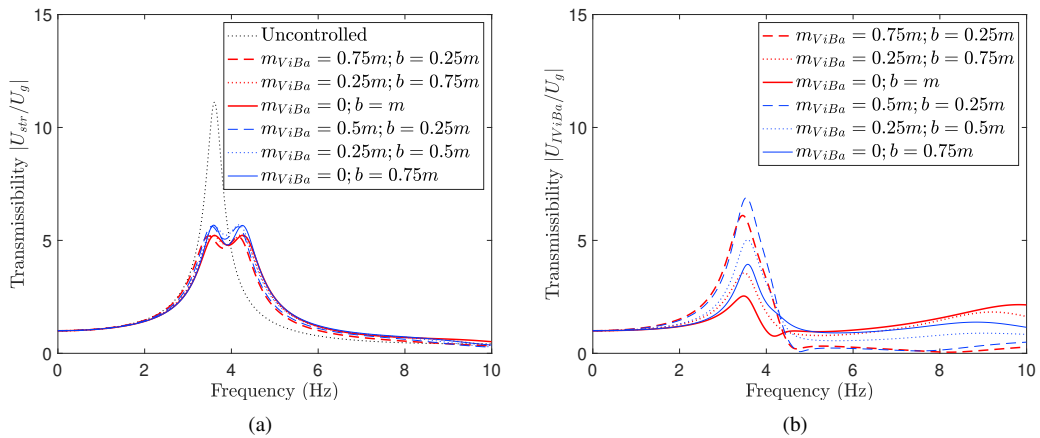 15
10
5
0
0
2
4
6
8
10
Transmissibility |U_{str}/U_g|
Frequency (Hz)
Uncontrolled
m_{ViBa} = 0.75m; b = 0.25m
m_{ViBa} = 0.25m; b = 0.75m
m_{ViBa} = 0; b = m
m_{ViBa} = 0.5m; b = 0.25m
m_{ViBa} = 0.25m; b = 0.5m
m_{ViBa} = 0; b = 0.75m
(a)
15
10
5
0
0
2
4
6
8
10
Transmissibility |U_{IViBa}/U_g|
Frequency (Hz)
m_{ViBa} = 0.75m; b = 0.25m
m_{ViBa} = 0.25m; b = 0.75m
m_{ViBa} = 0; b = m
m_{ViBa} = 0.5m; b = 0.25m
m_{ViBa} = 0.25m; b = 0.5m
m_{ViBa} = 0; b = 0.75m
(b)